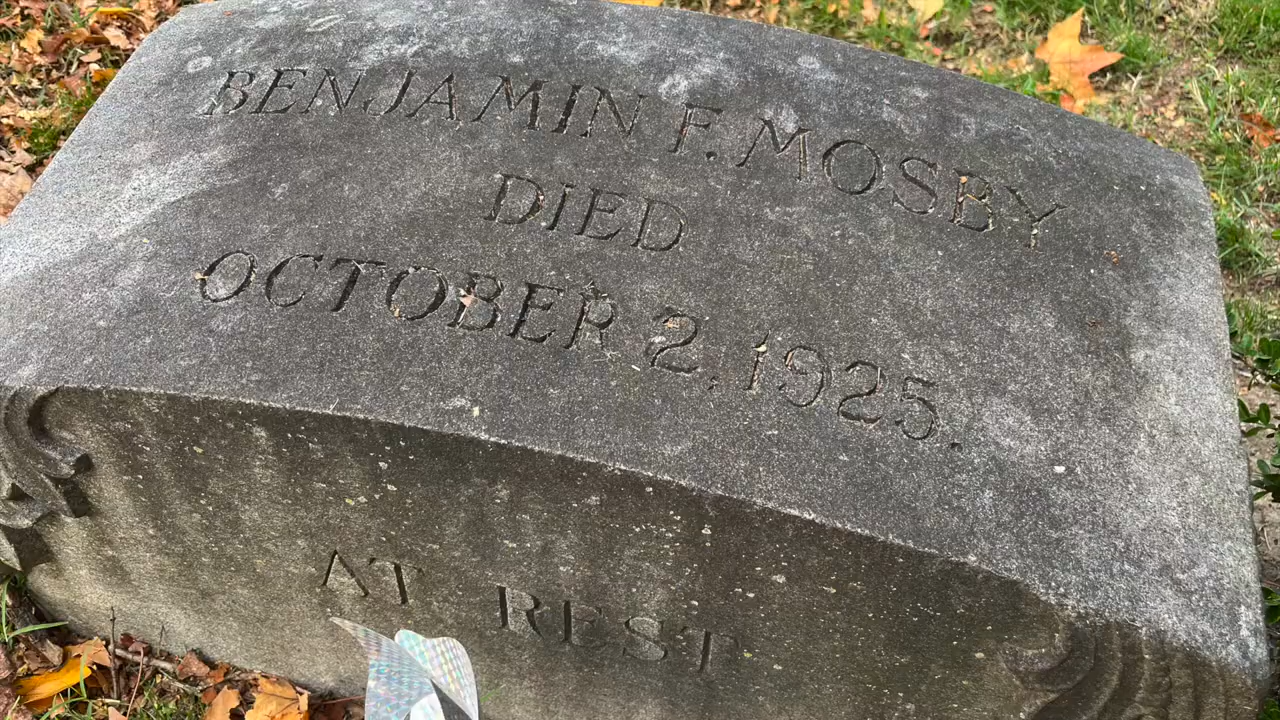 BENJAMIN F. MOSBY
DIED
OCTOBER 2, 1925.
AT REST